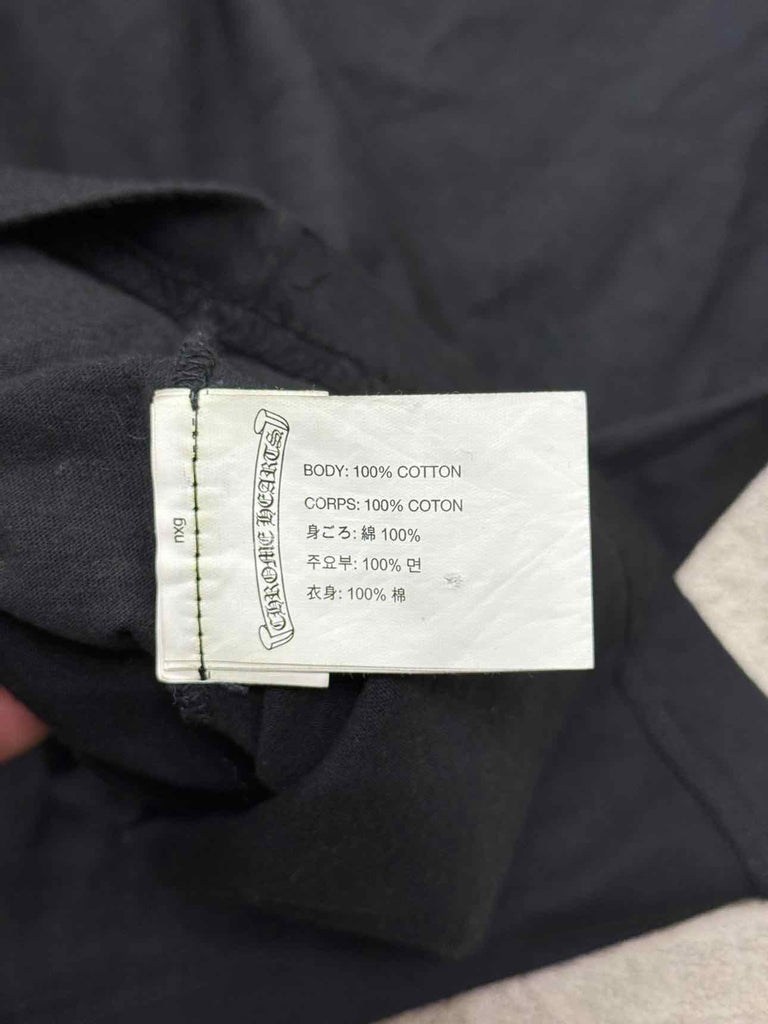 CHROME HEARTS
BODY: 100% COTTON
CORPS: 100% COTON
身ごろ: 綿 100%
주요부: 100% 면
衣身: 100% 棉
nxg